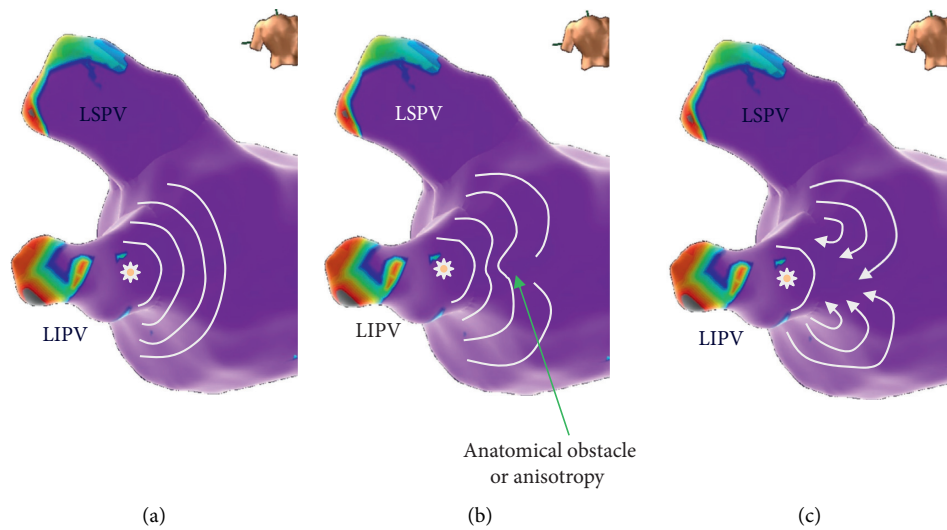 LSPV
LSPV
LSPV
LIPV
LIPV
LIPV
Anatomical obstacle
or anisotropy
(a)
(b)
(c)